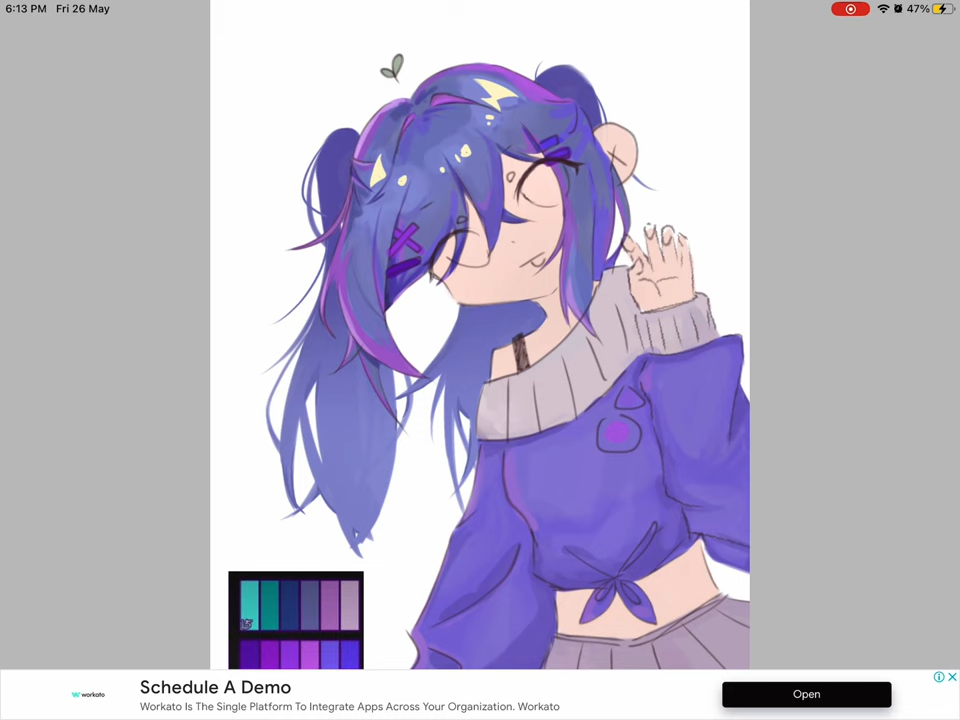 6:13 PM Fri 26 May
47%
15
workato
Schedule A Demo
Workato Is The Single Platform To Integrate Apps Across Your Organization. Workato
Open